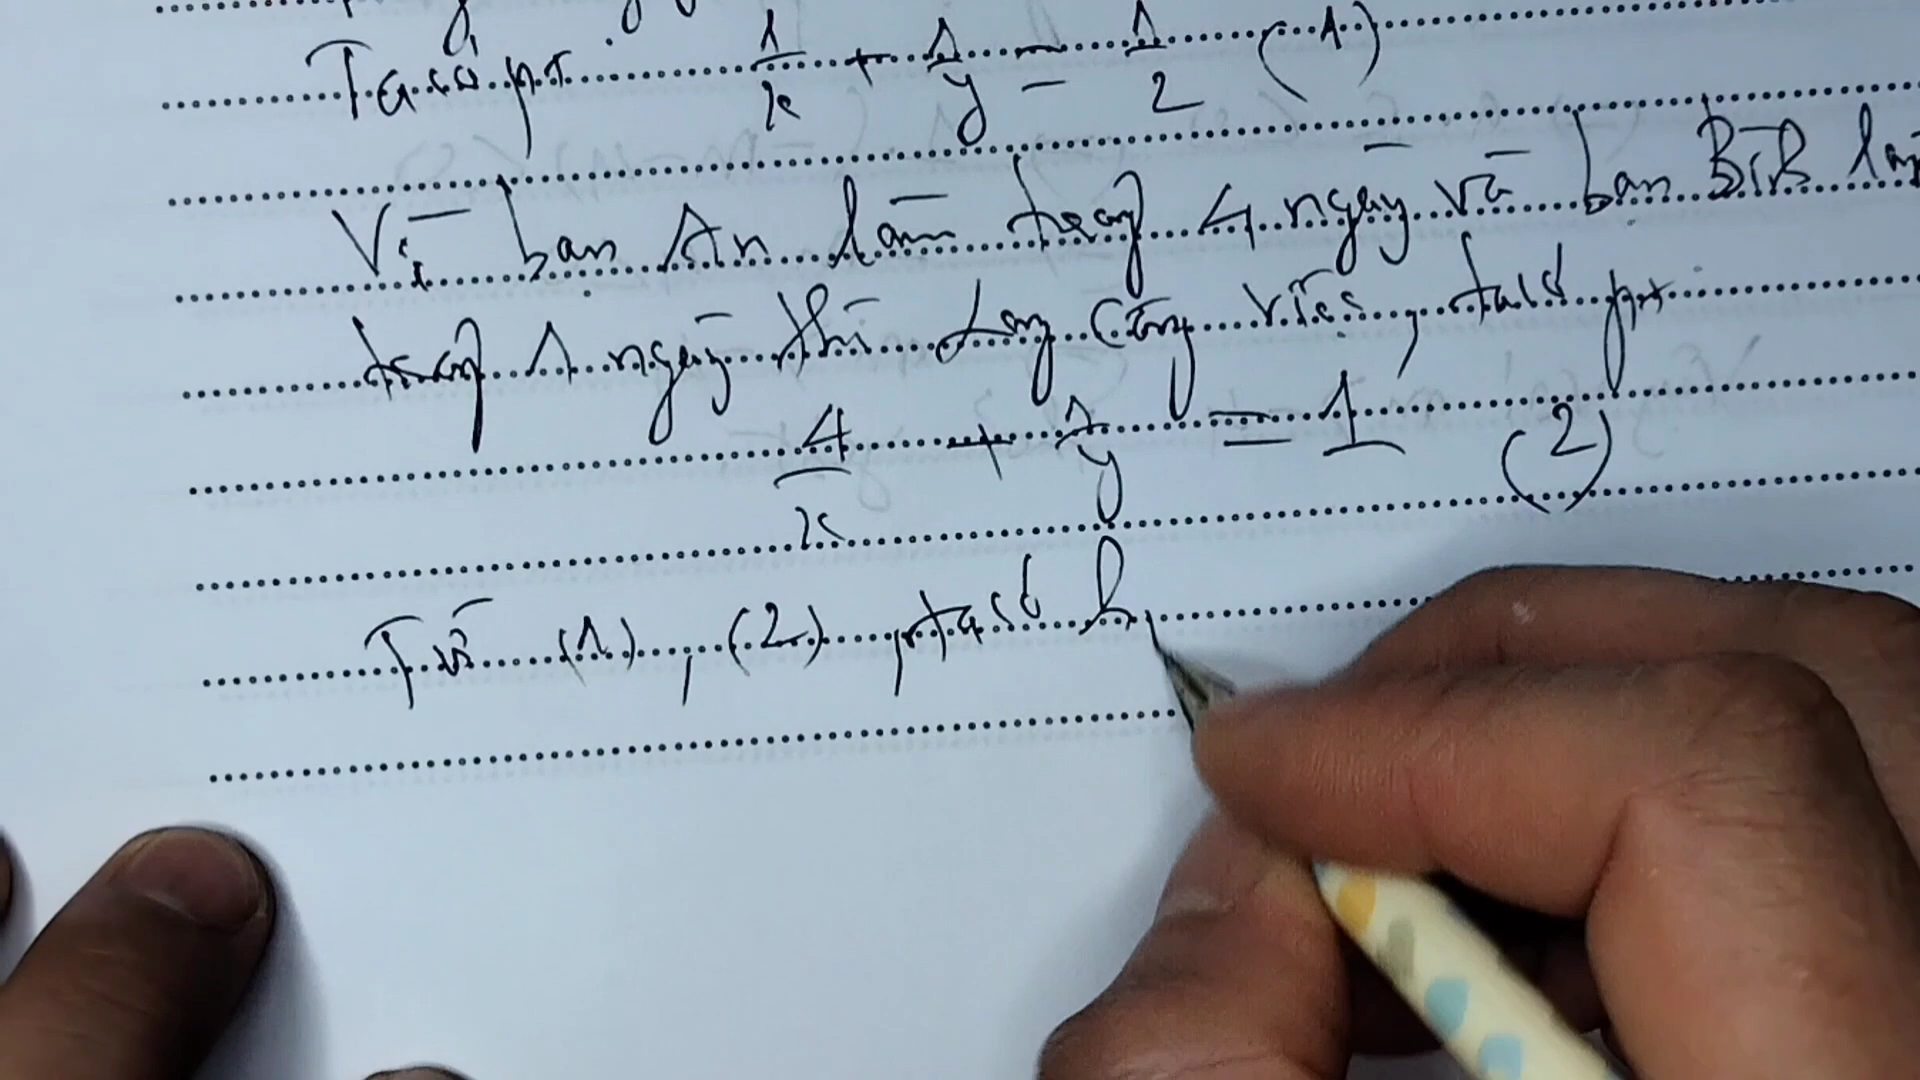 Ta có pt: 1/x + 1/y = 1/2 (1)
Vì bạn An làm trong 4 ngày và bạn Bình làm
trong 1 ngày thì xong công việc, ta có pt
4/x + 1/y = 1 (2)
Từ (1), (2), ta có h